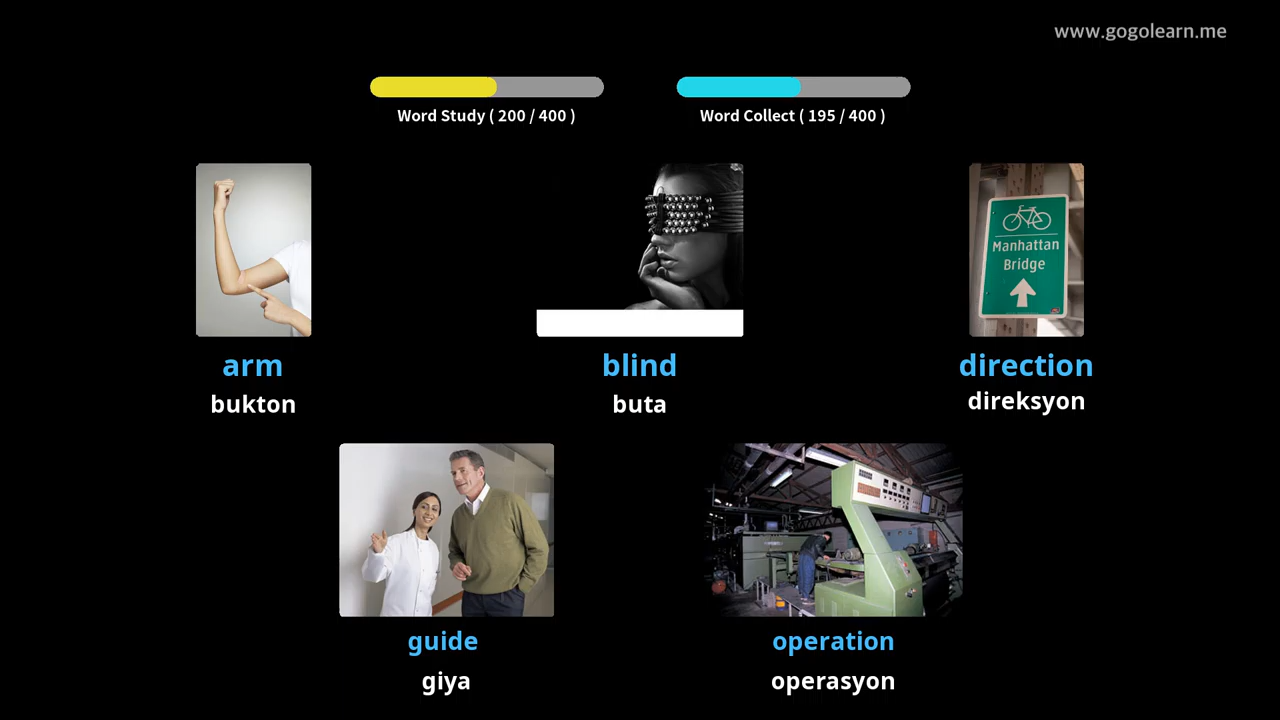 www.gogolearn.me
Word Study ( 200 / 400 )
Word Collect ( 195 / 400 )
Manhattan
Bridge
arm
blind
direction
bukton
buta
direksyon
guide
operation
giya
operasyon